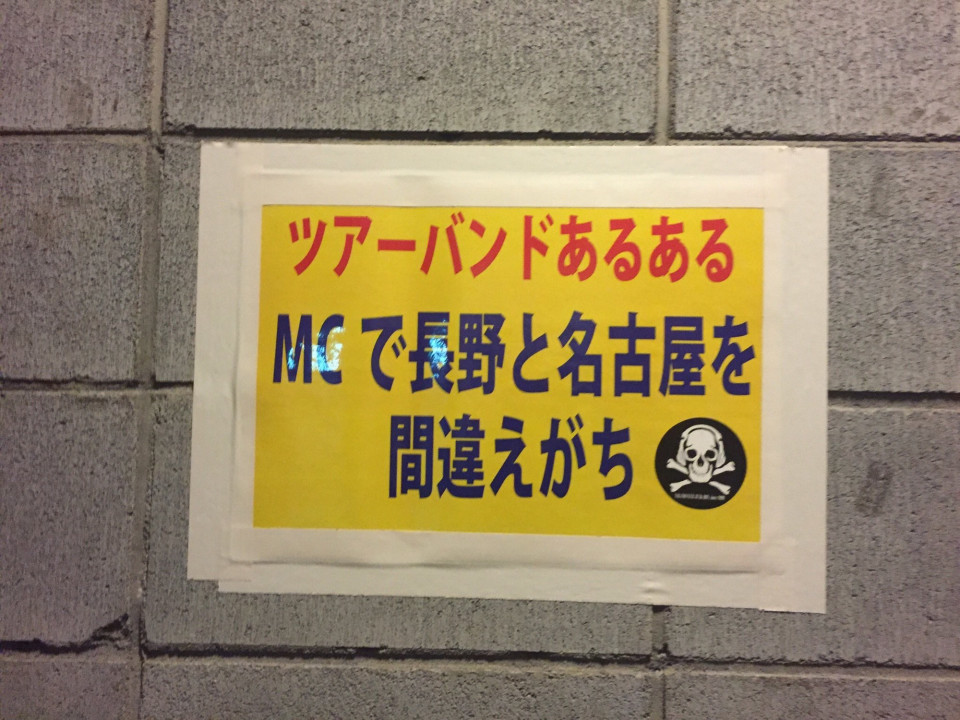 ツアーバンドあるある
MCで長野と名古屋を
間違えがち